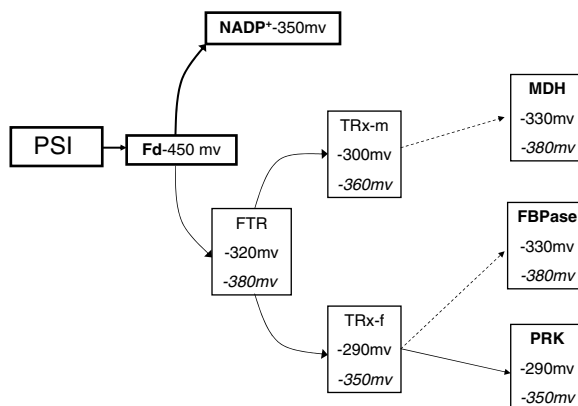 NADP⁺-350mv
PSI
Fd-450 mv
FTR
-320mv
-380mv
TRx-m
-300mv
-360mv
TRx-f
-290mv
-350mv
MDH
-330mv
-380mv
FBPase
-330mv
-380mv
PRK
-290mv
-350mv